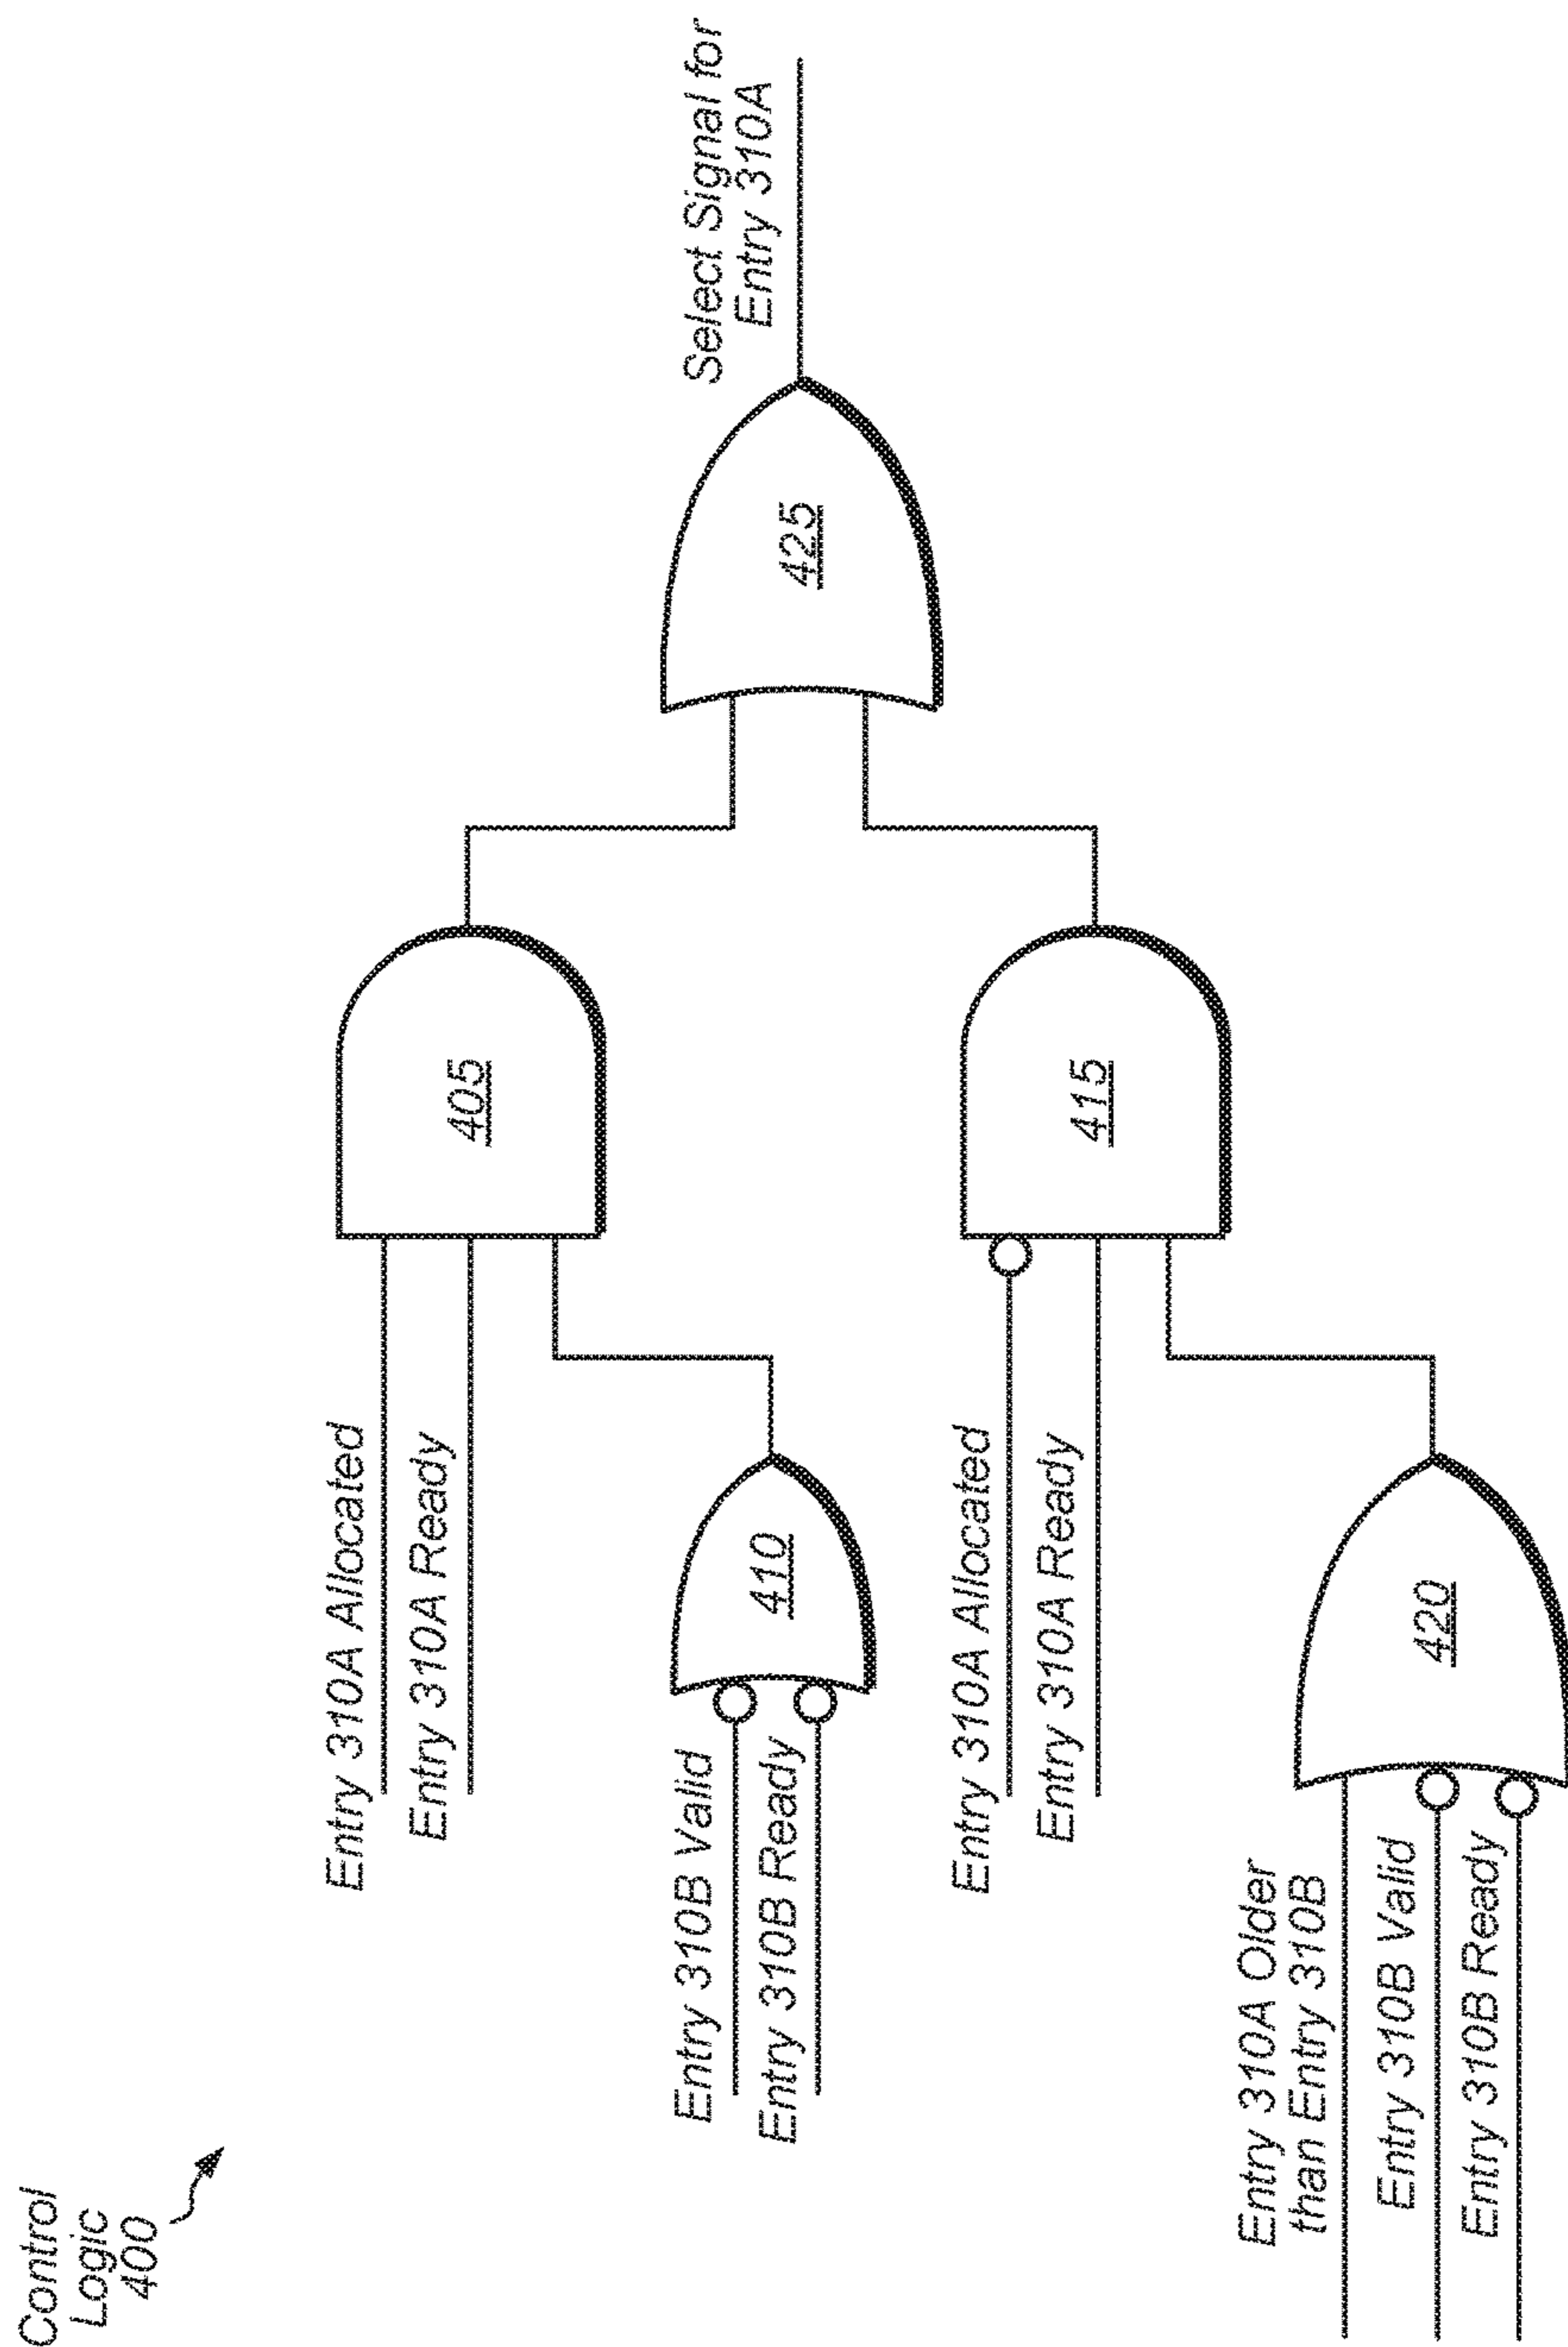 Control
Logic
400
Entry 310A Allocated
Entry 310A Ready
405
Entry 310B Valid
Entry 310B Ready
410
Select Signal for
Entry 310A
425
Entry 310A Allocated
Entry 310A Ready
415
Entry 310A Older
than Entry 310B
Entry 310B Valid
Entry 310B Ready
420